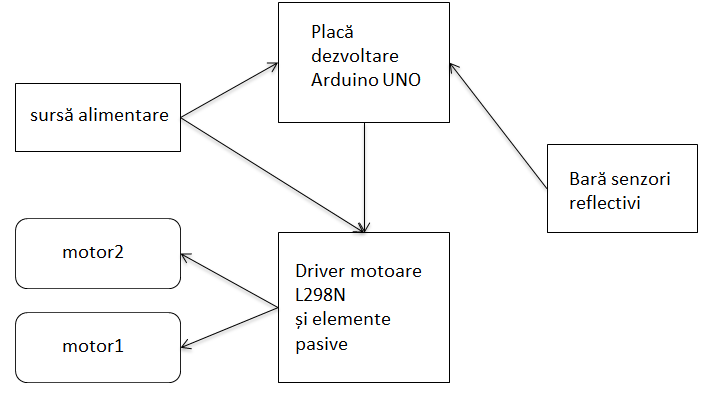 Placă
dezvoltare
Arduino UNO
sursă alimentare
Bară senzori
reflectivi
motor2
Driver motoare
L298N
și elemente
pasive
motor1